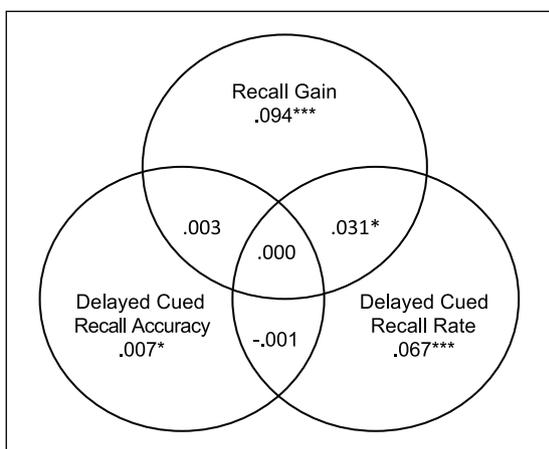 Recall Gain
.094***
.003
.031*
.000
Delayed Cued
Recall Accuracy
.007*
-.001
Delayed Cued
Recall Rate
.067***